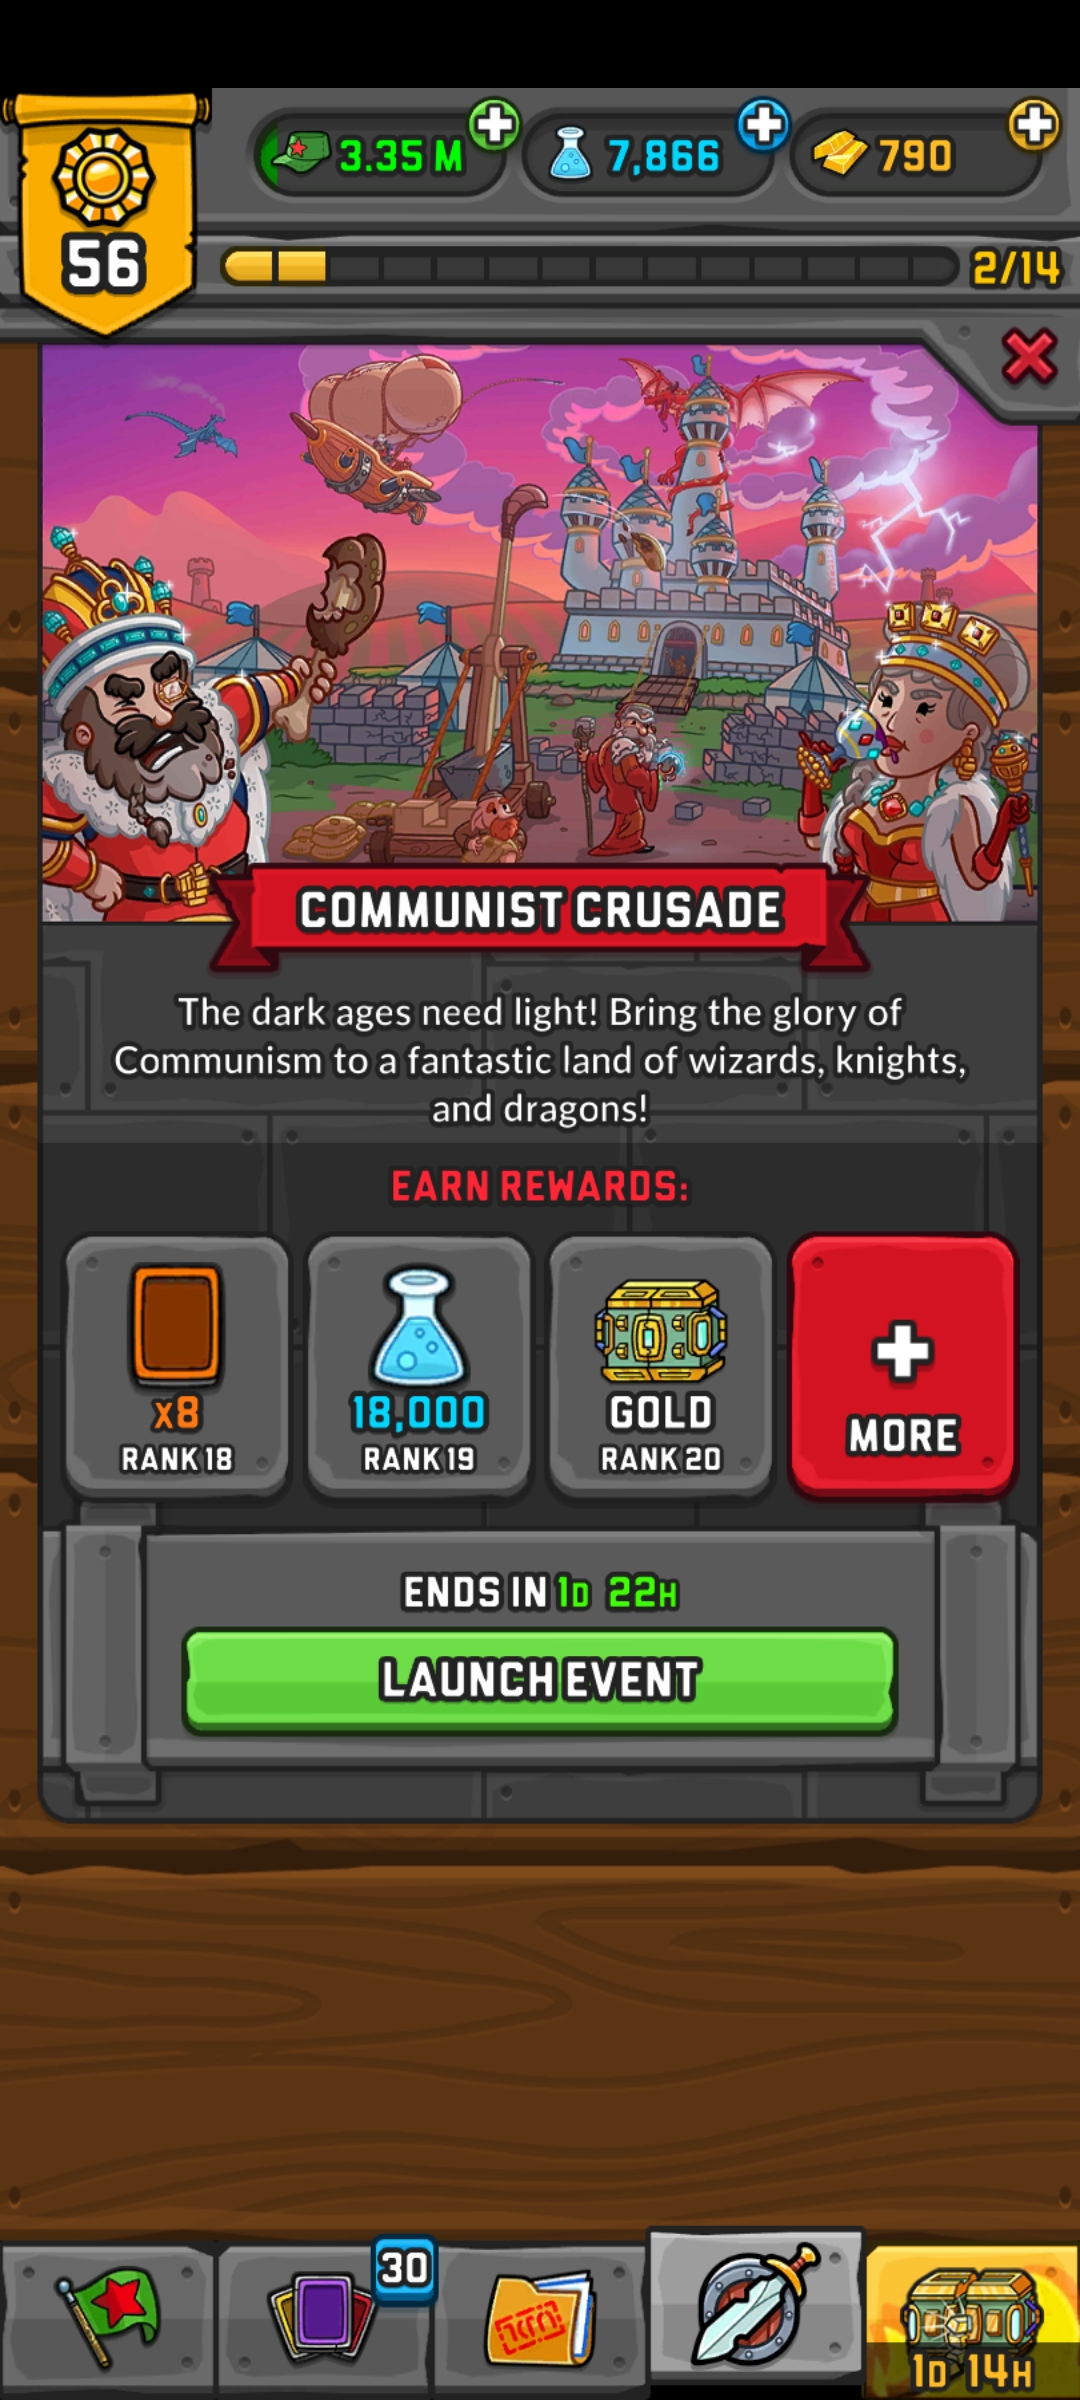 3.35 M
7,866
790
56
2/14
COMMUNIST CRUSADE
The dark ages need light! Bring the glory of
Communism to a fantastic land of wizards, knights,
and dragons!
EARN REWARDS:
x8
RANK 18
18,000
RANK 19
GOLD
RANK 20
MORE
ENDS IN 1D 22H
LAUNCH EVENT
30
1D 14H